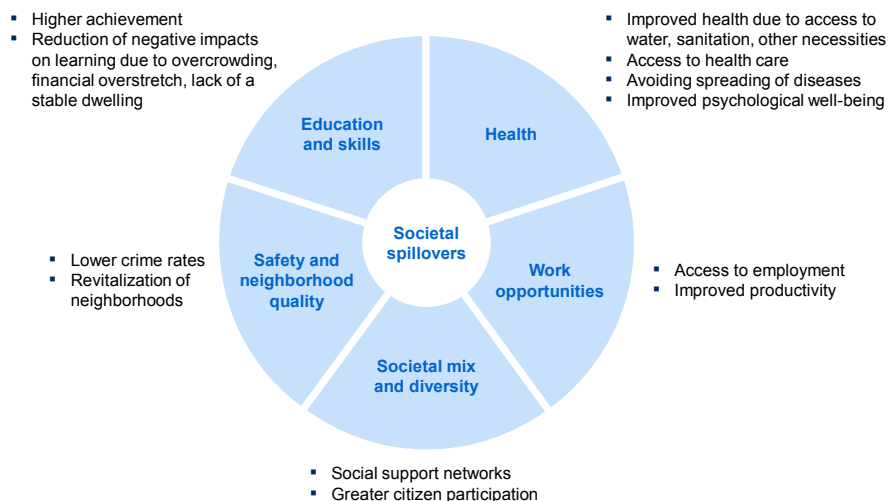 ▪ Higher achievement
▪ Reduction of negative impacts
on learning due to overcrowding,
financial overstretch, lack of a
stable dwelling
▪ Improved health due to access to
water, sanitation, other necessities
▪ Access to health care
▪ Avoiding spreading of diseases
▪ Improved psychological well-being
Education
and skills
Health
Societal
spillovers
Safety and
neighborhood
quality
Work
opportunities
▪ Lower crime rates
▪ Revitalization of
neighborhoods
▪ Access to employment
▪ Improved productivity
Societal mix
and diversity
▪ Social support networks
▪ Greater citizen participation